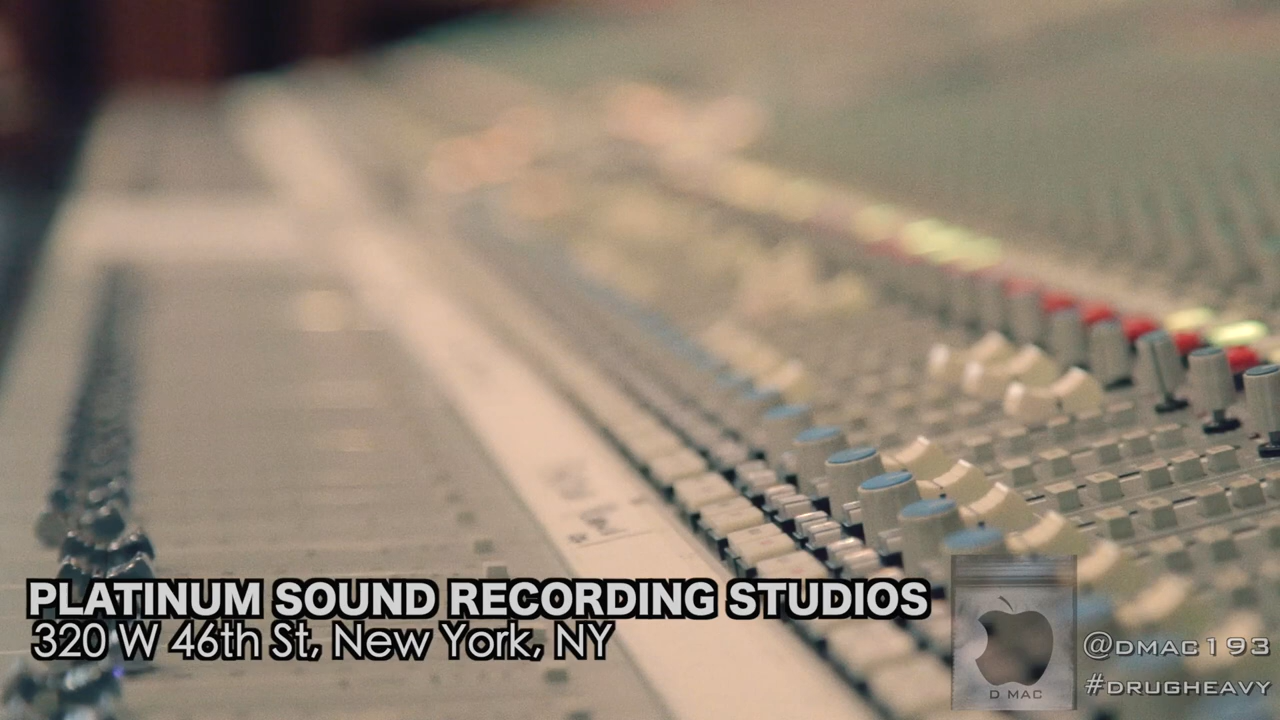 PLATINUM SOUND RECORDING STUDIOS
320 W 46th St, New York, NY
@DMAC193
#DRUGHEAVY
D MAC